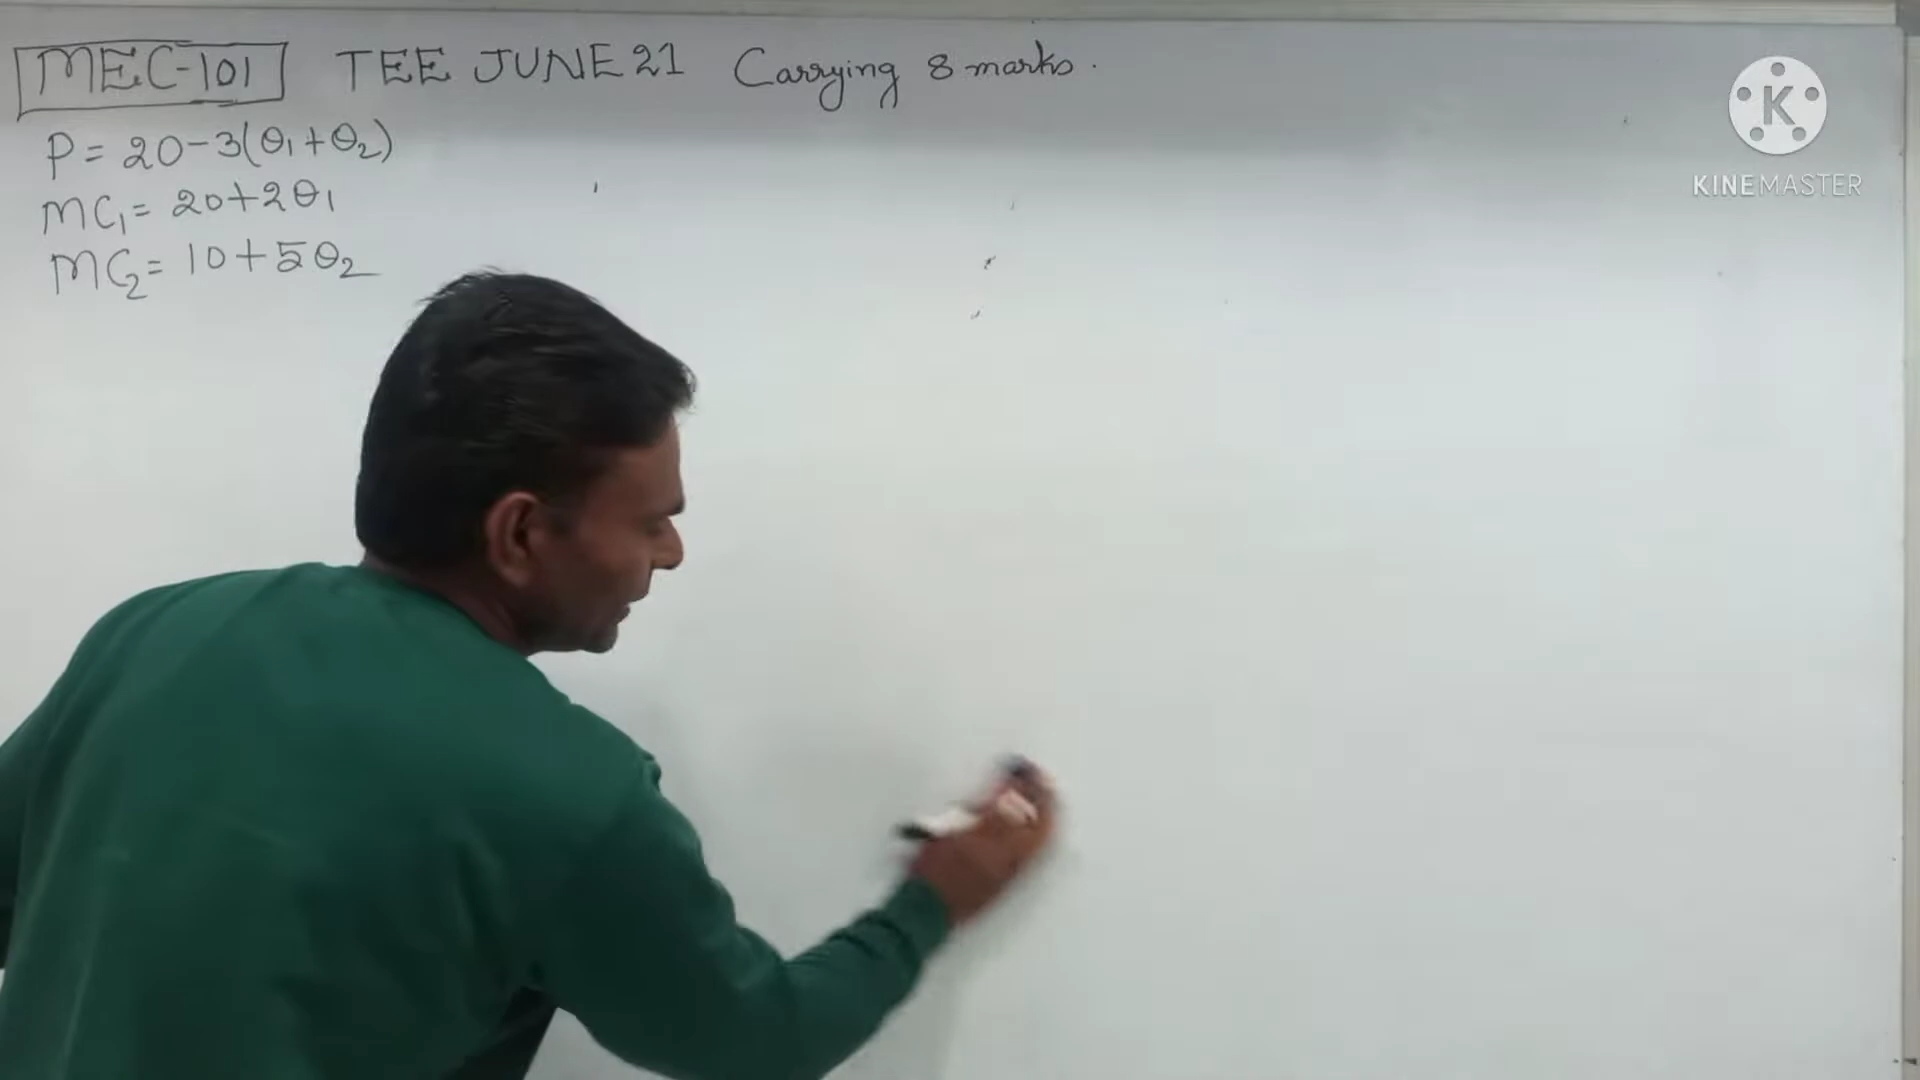 MEC-101 TEE JUNE 21 Carrying 8 marks.
P = 20-3(θ1+θ2)
MC1 = 20+2θ1
MC2 = 10+5θ2
K
KINEMASTER